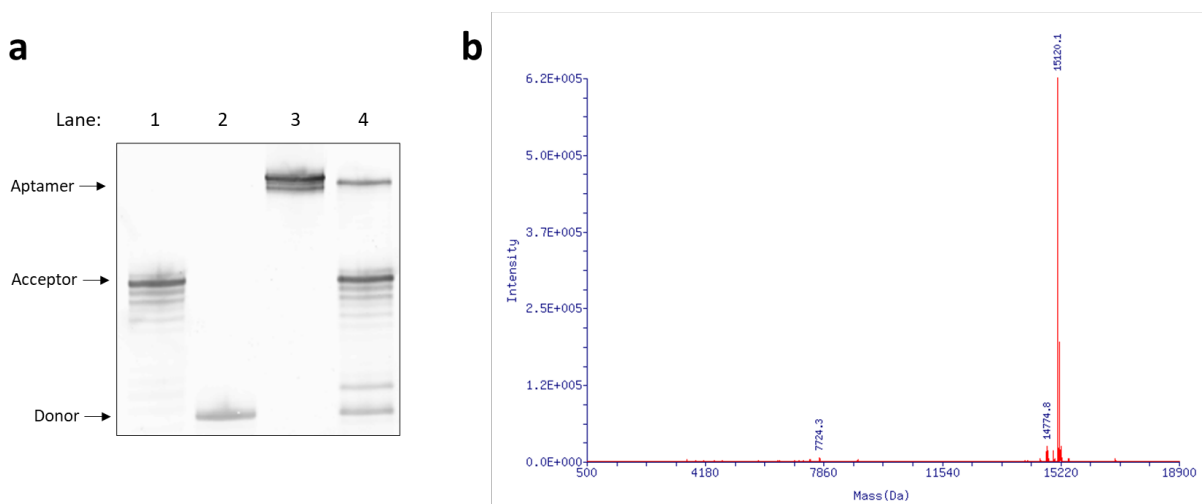 a
Lane: 1 2 3 4
Aptamer
Acceptor
Donor
b
15120.1
6.2E+005
5.0E+005
3.7E+005
Intensity
2.5E+005
1.2E+005
14774.8
7724.3
0.0E+000
500 4180 7860 11540 15220 18900
Mass(Da)